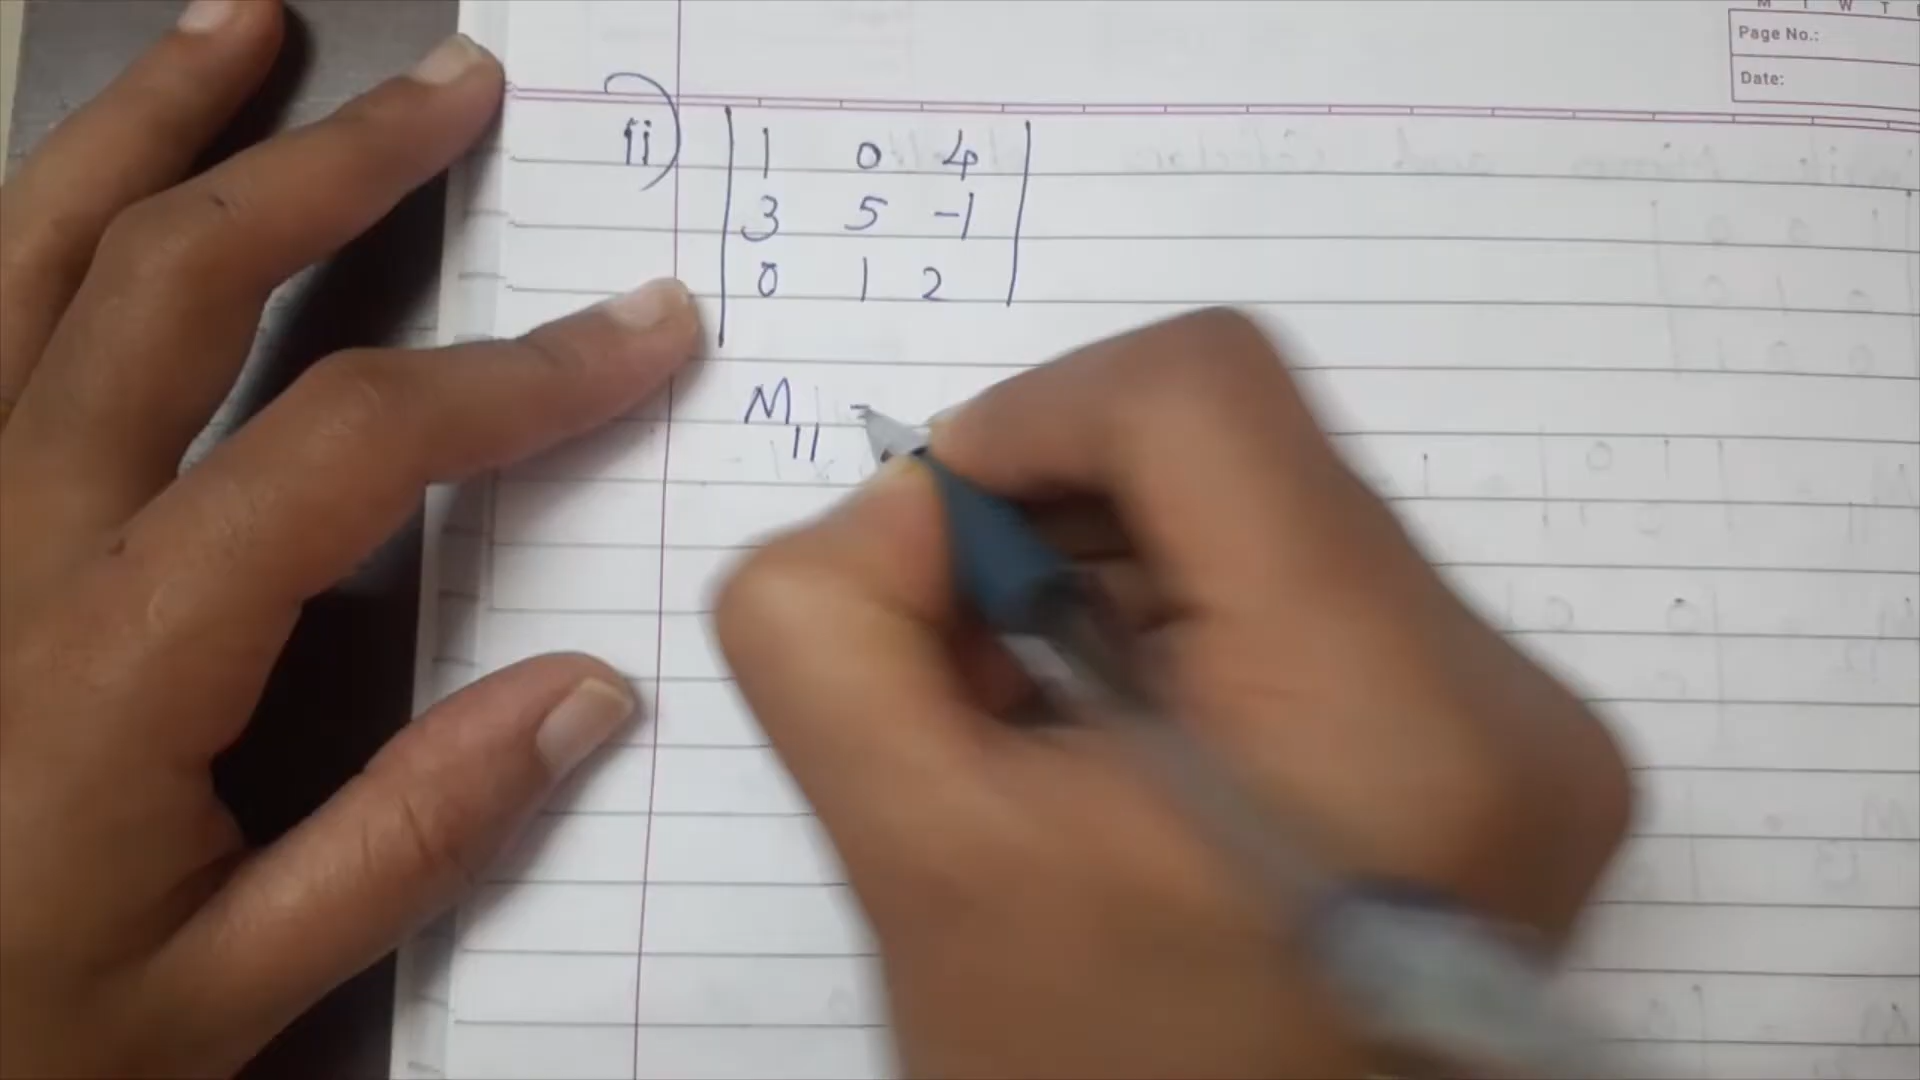 M T W T
Page No.:
Date:
ii)
1 0 4
3 5 -1
0 1 2
M11 =